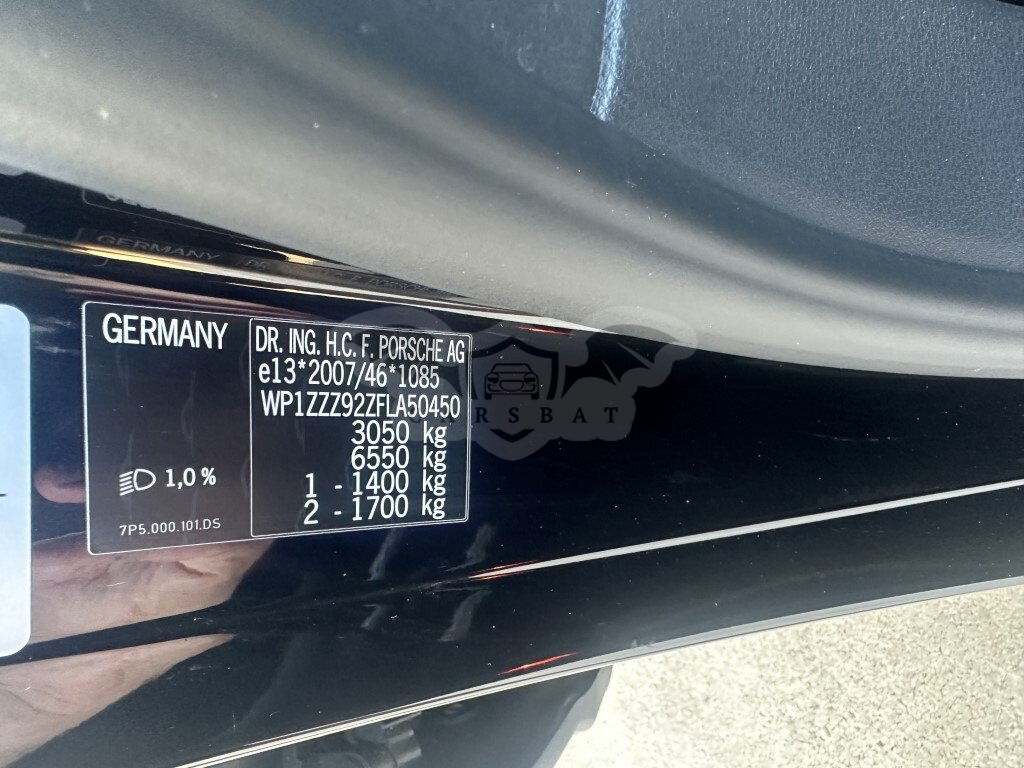 GERMANY
DR. ING. H.C. F. PORSCHE AG
e13*2007/46*1085
WP1ZZZ92ZFLA50450
3050 kg
6550 kg
1 - 1400 kg
2 - 1700 kg
1,0 %
7P5.000.101.DS
CARSBAT
GERMANY